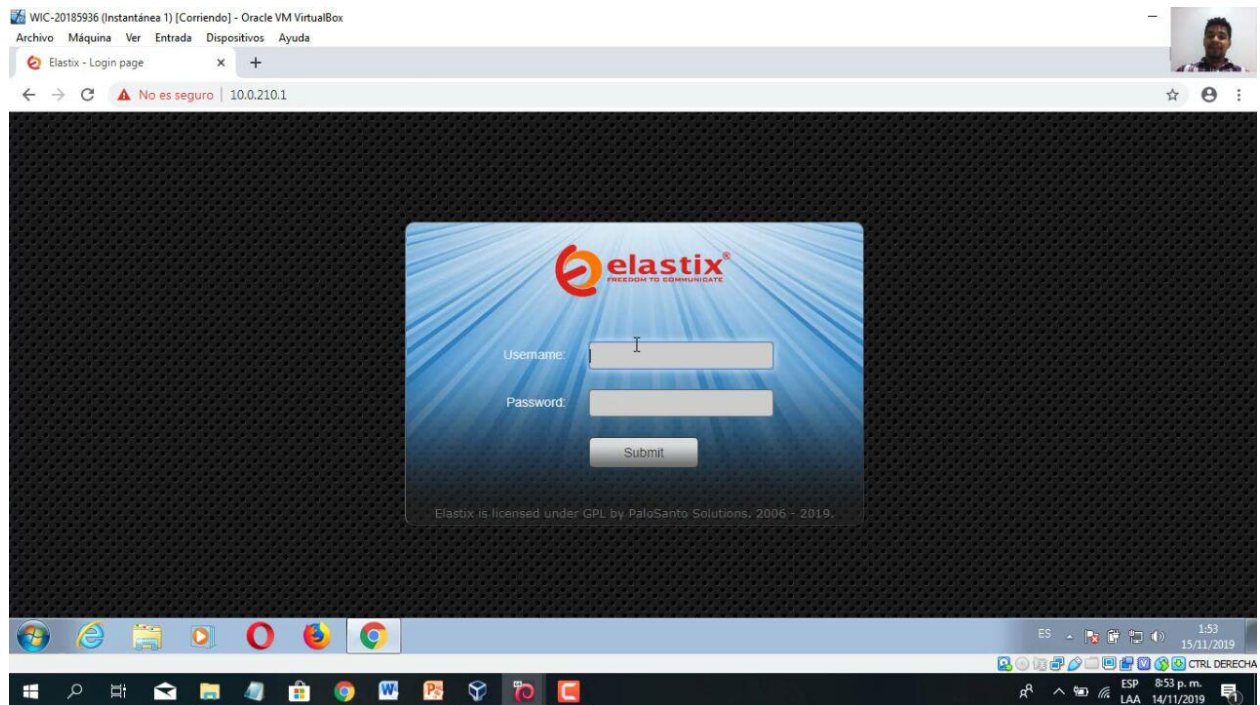 WIC-20185936 (Instantánea 1) [Corriendo] - Oracle VM VirtualBox
Archivo Máquina Ver Entrada Dispositivos Ayuda
Elastix - Login page
No es seguro | 10.0.210.1
elastix®
FREEDOM TO COMMUNICATE
Username:
Password:
Submit
Elastix is licensed under GPL by PaloSanto Solutions. 2006 - 2019.
ES 1:53
15/11/2019
CTRL DERECHA
ESP 8:53 p. m.
LAA 14/11/2019